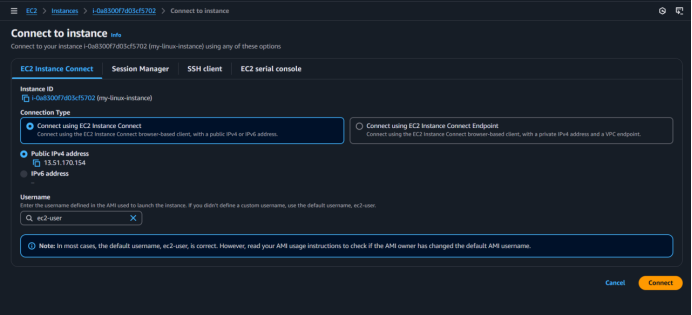 EC2 > Instances > i-0a8300f7d03cf5702 > Connect to instance
Connect to instance Info
Connect to your instance i-0a8300f7d03cf5702 (my-linux-instance) using any of these options
EC2 Instance Connect Session Manager SSH client EC2 serial console
Instance ID
i-0a8300f7d03cf5702 (my-linux-instance)
Connection Type
Connect using EC2 Instance Connect
Connect using the EC2 Instance Connect browser-based client, with a public IPv4 or IPv6 address.
Connect using EC2 Instance Connect Endpoint
Connect using the EC2 Instance Connect browser-based client, with a private IPv4 address and a VPC endpoint.
Public IPv4 address
13.51.170.154
IPv6 address
–
Username
Enter the username defined in the AMI used to launch the instance. If you didn't define a custom username, use the default username, ec2-user.
ec2-user
Note: In most cases, the default username, ec2-user, is correct. However, read your AMI usage instructions to check if the AMI owner has changed the default AMI username.
Cancel Connect